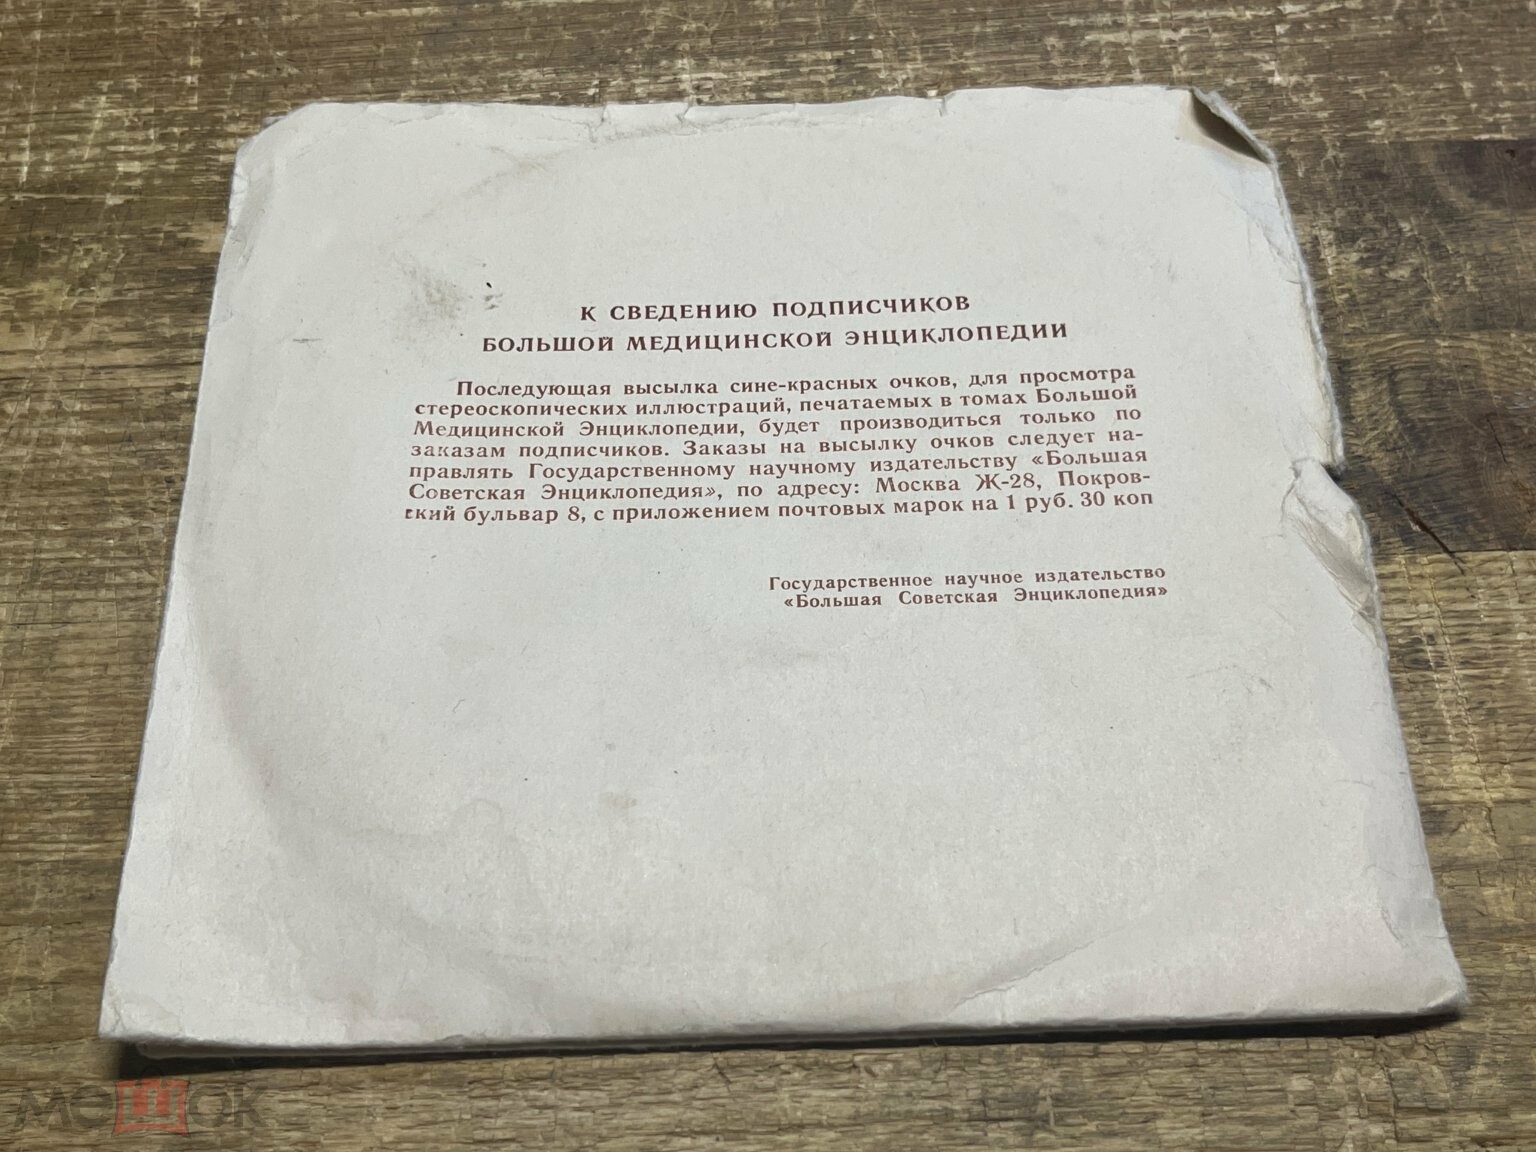 К СВЕДЕНИЮ ПОДПИСЧИКОВ
БОЛЬШОЙ МЕДИЦИНСКОЙ ЭНЦИКЛОПЕДИИ
Последующая высылка сине-красных очков, для просмотра
стереоскопических иллюстраций, печатаемых в томах Большой
Медицинской Энциклопедии, будет производиться только по
заказам подписчиков. Заказы на высылку очков следует на-
правлять Государственному научному издательству «Большая
Советская Энциклопедия», по адресу: Москва Ж-28, Покров-
ский бульвар 8, с приложением почтовых марок на 1 руб. 30 коп
Государственное научное издательство
«Большая Советская Энциклопедия»
мешок